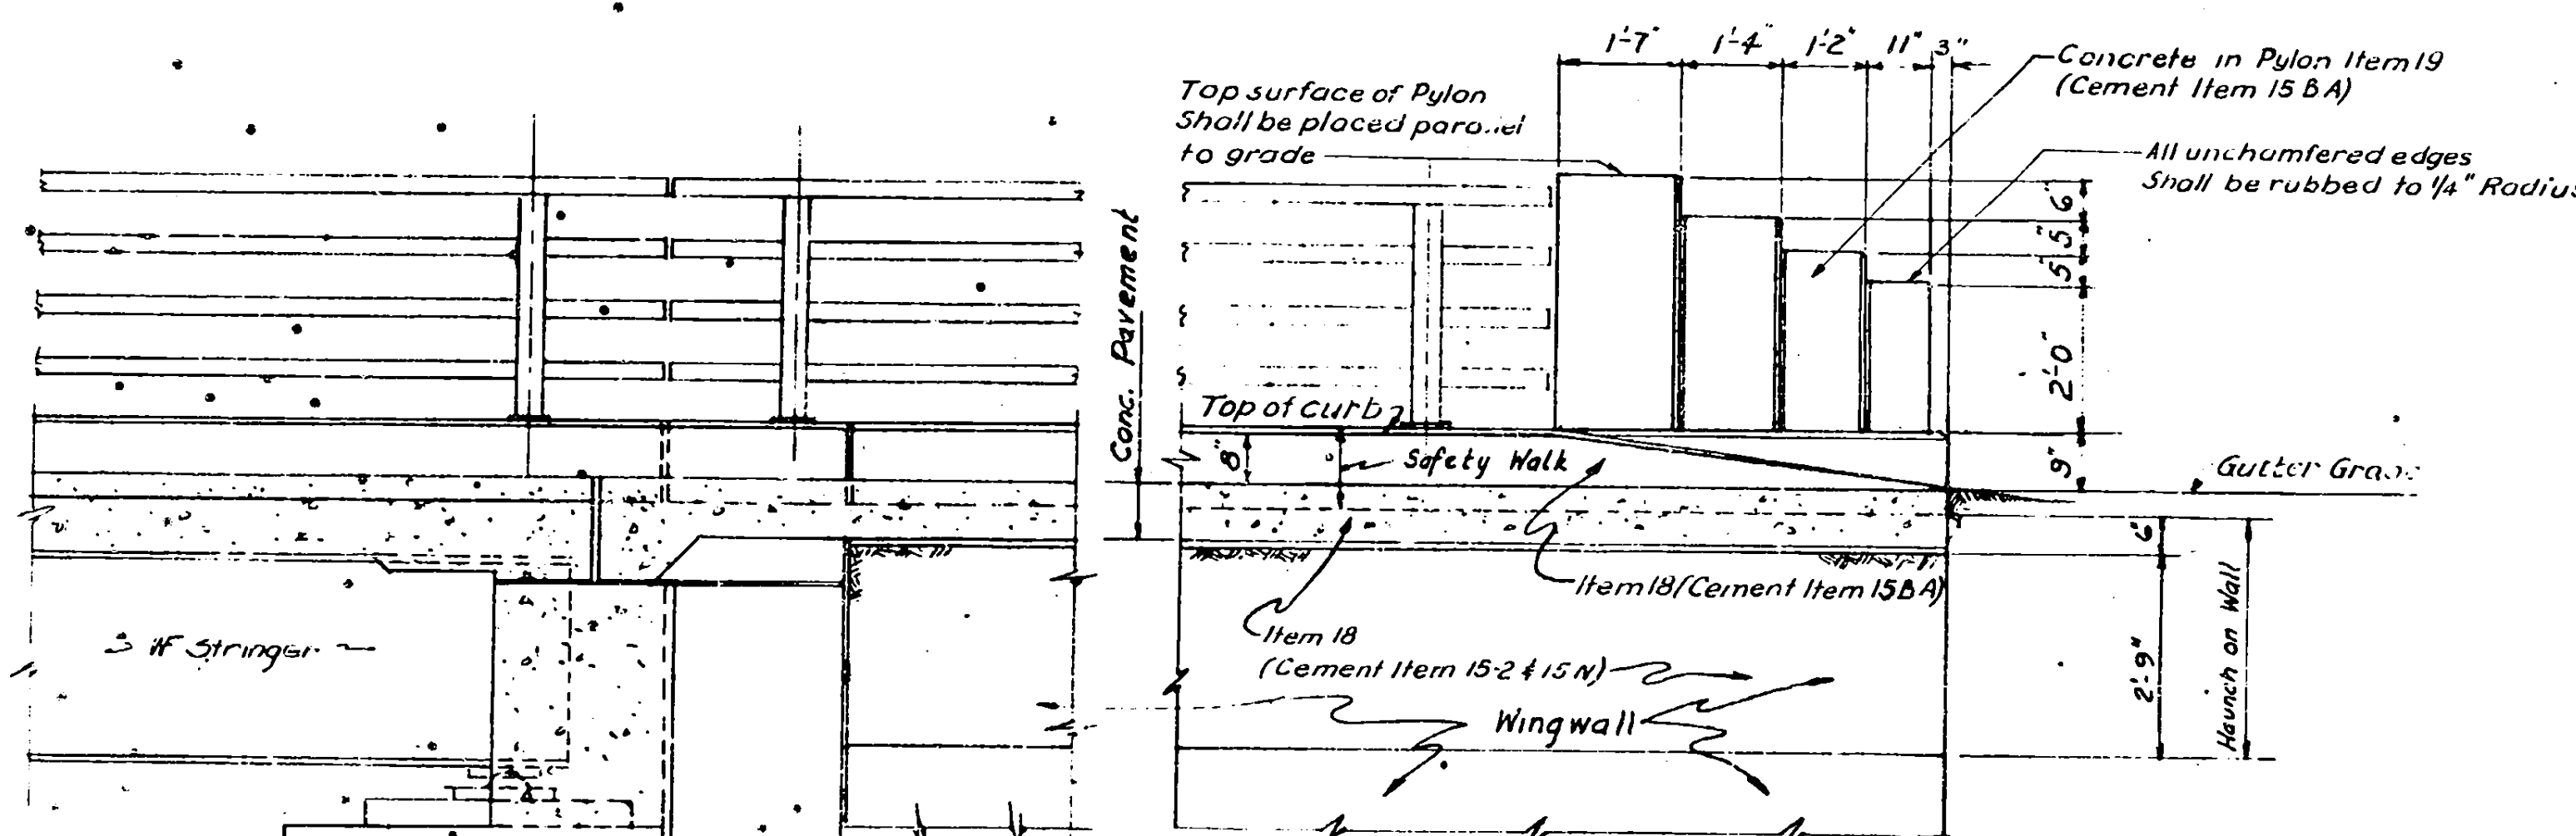 1'-7" 1'-4" 1'-2" 11" 3"
Concrete in Pylon Item 19
(Cement Item 15 BA)
Top surface of Pylon
Shall be placed parallel
to grade
All unchamfered edges
Shall be rubbed to 1/4" Radius
6"
5"
5"
2'-0"
9"
Conc. Pavement
Top of curb
8"
Safety Walk
Gutter
6"
2'-9"
Haunch on Wall
Item 18 (Cement Item 15BA)
Item 18
(Cement Item 15-2 & 15 N)
Wingwall
WF Stringer